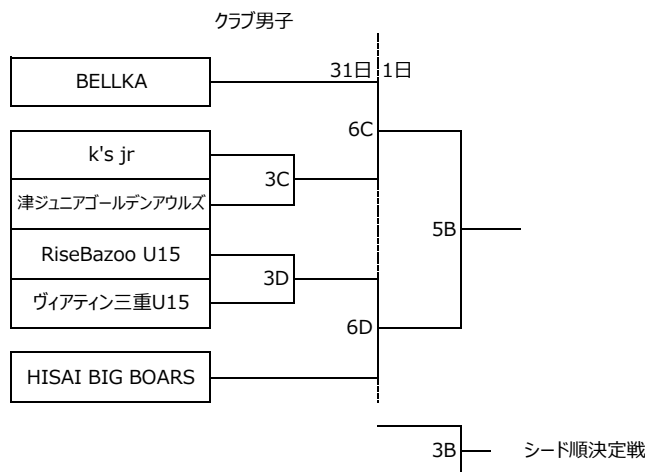 クラブ男子
31日 1日
BELLKA
6C
k's jr
3C
津ジュニアゴールデンアウルズ
5B
RiseBazoo U15
3D
ヴィアティン三重U15
6D
HISAI BIG BOARS
3B シード順決定戦